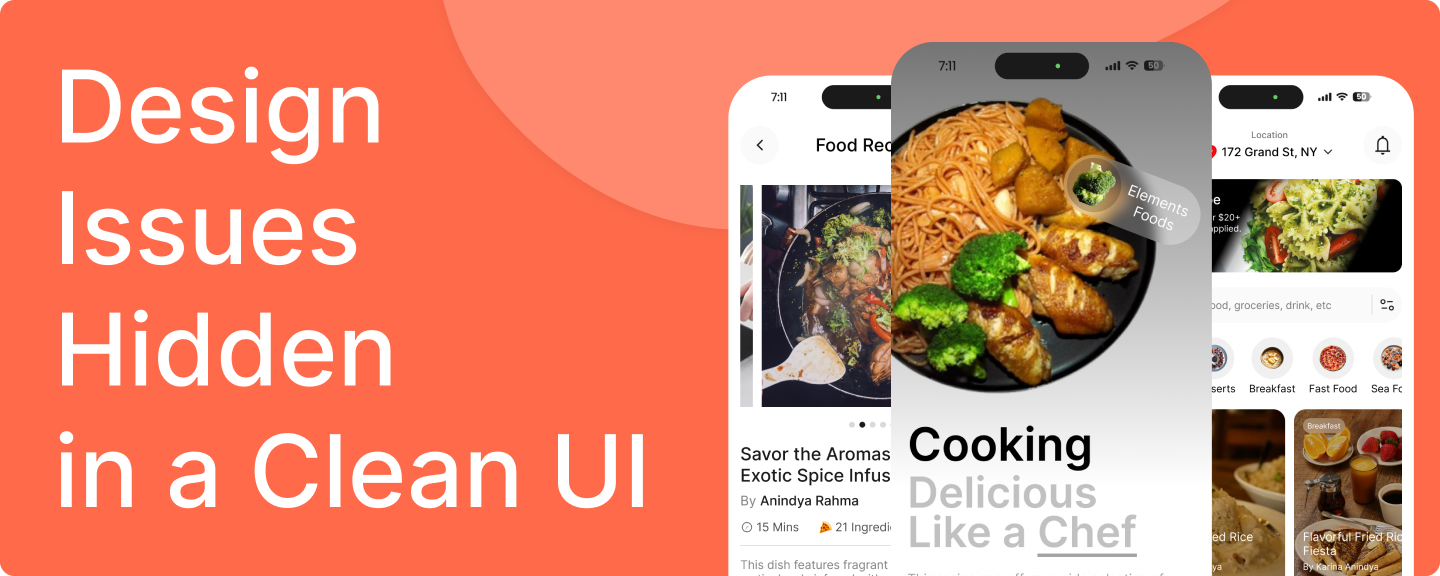 Design
Issues
Hidden
in a Clean UI
7:11
Food Rec
Savor the Aromas
Exotic Spice Infus
By Anindya Rahma
15 Mins
21 Ingredie
This dish features fragrant
7:11
50
Elements
Foods
Cooking
Delicious
Like a Chef
50
Location
172 Grand St, NY
r $20+
applied.
ood, groceries, drink, etc
serts
Breakfast
Fast Food
Sea Fo
ed Rice
Breakfast
Flavorful Fried Ric
Fiesta
By Karina Anindya